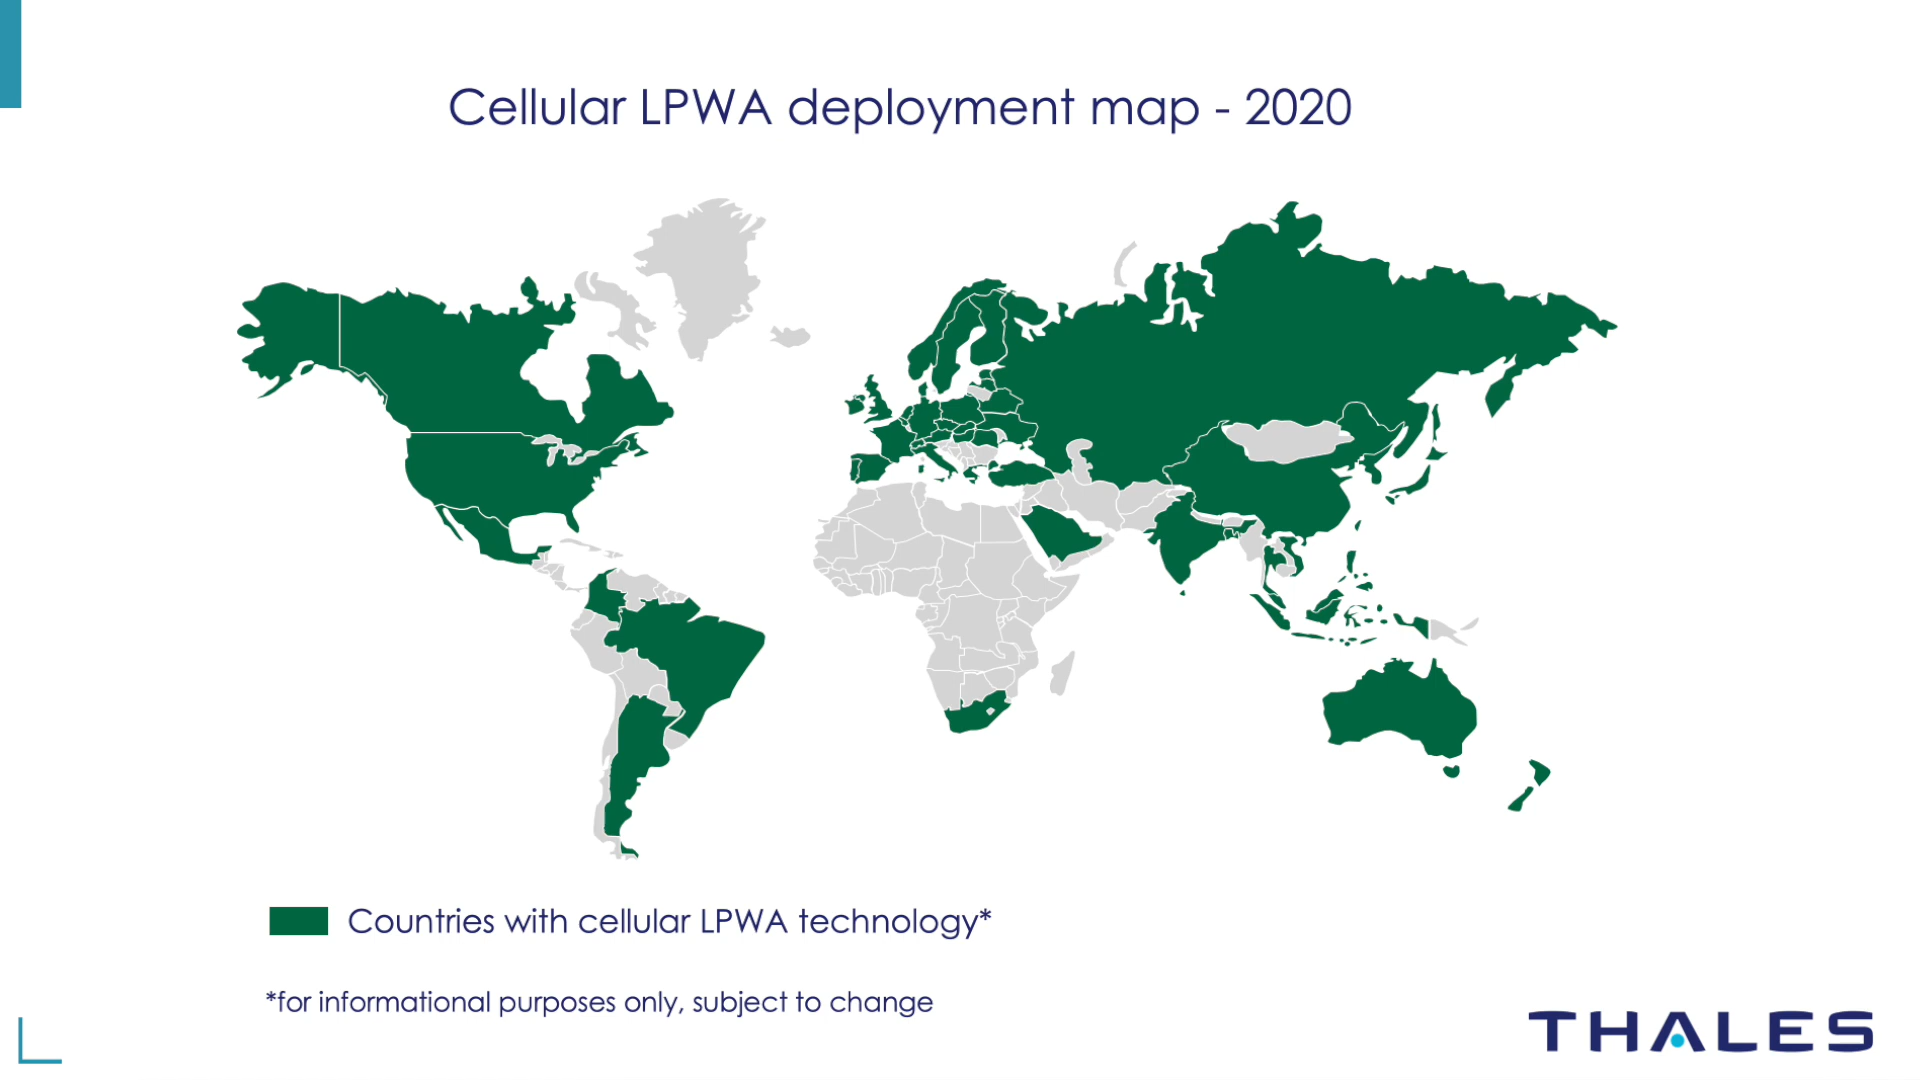 Cellular LPWA deployment map - 2020
Countries with cellular LPWA technology*
*for informational purposes only, subject to change
THALES